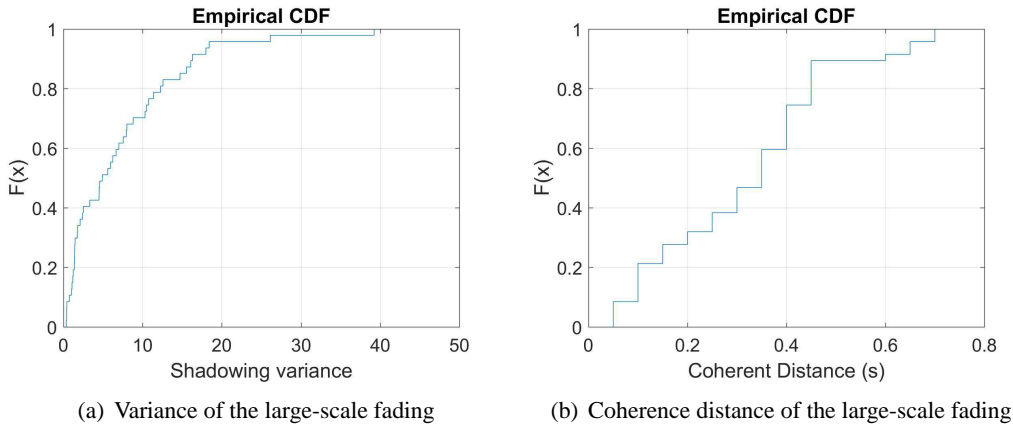 Empirical CDF
1
0.8
0.6
0.4
0.2
0
F(x)
0 10 20 30 40 50
Shadowing variance
(a) Variance of the large-scale fading
Empirical CDF
1
0.8
0.6
0.4
0.2
0
F(x)
0 0.2 0.4 0.6 0.8
Coherent Distance (s)
(b) Coherence distance of the large-scale fading